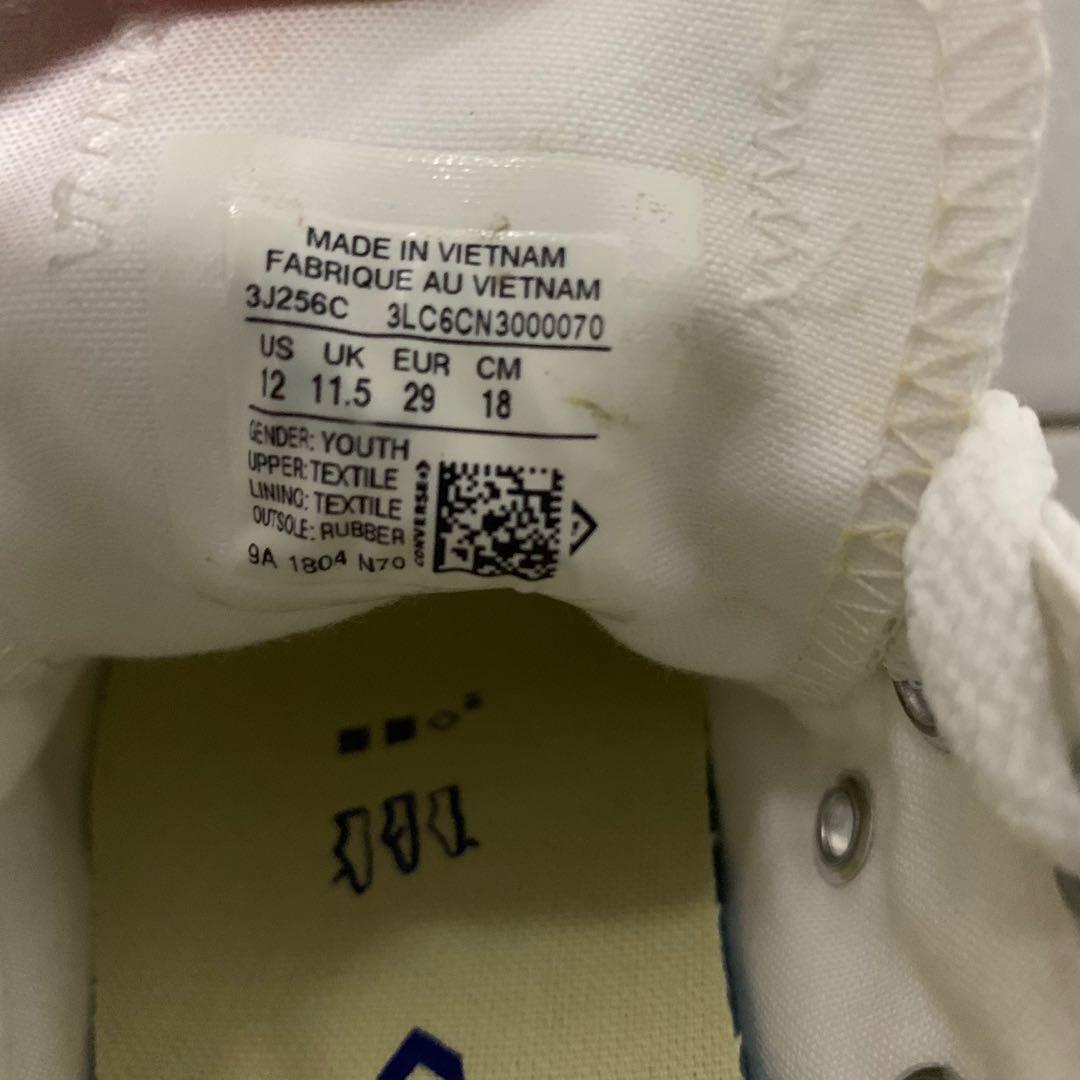 MADE IN VIETNAM
FABRIQUE AU VIETNAM
3J256C 3LC6CN3000070
US UK EUR CM
12 11.5 29 18
GENDER: YOUTH
UPPER: TEXTILE
LINING: TEXTILE
OUTSOLE: RUBBER
9A 1804 N70
CONVERSE